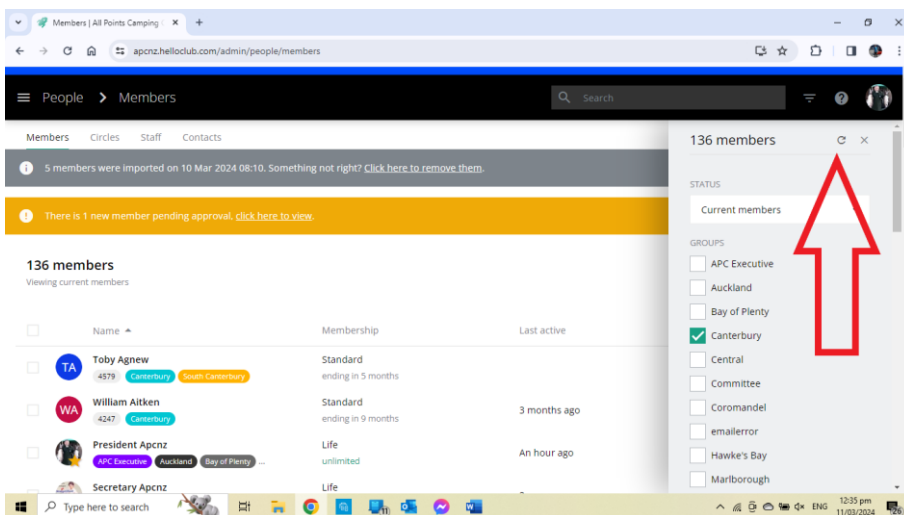 Members | All Points Camping
apcnz.helloclub.com/admin/people/members
People > Members
Search
Members Circles Staff Contacts
5 members were imported on 10 Mar 2024 08:10. Something not right? Click here to remove them.
There is 1 new member pending approval, click here to view.
136 members
Viewing current members
Name Membership Last active
TA Toby Agnew Standard
4579 Canterbury South Canterbury ending in 5 months
WA William Aitken Standard 3 months ago
4247 Canterbury ending in 9 months
President Apcnz Life An hour ago
APC Executive Auckland Bay of Plenty ... unlimited
Secretary Apcnz Life
136 members
STATUS
Current members
GROUPS
APC Executive
Auckland
Bay of Plenty
Canterbury
Central
Committee
Coromandel
emailerror
Hawke's Bay
Marlborough
Type here to search
ENG 12:35 pm
11/03/2024
26